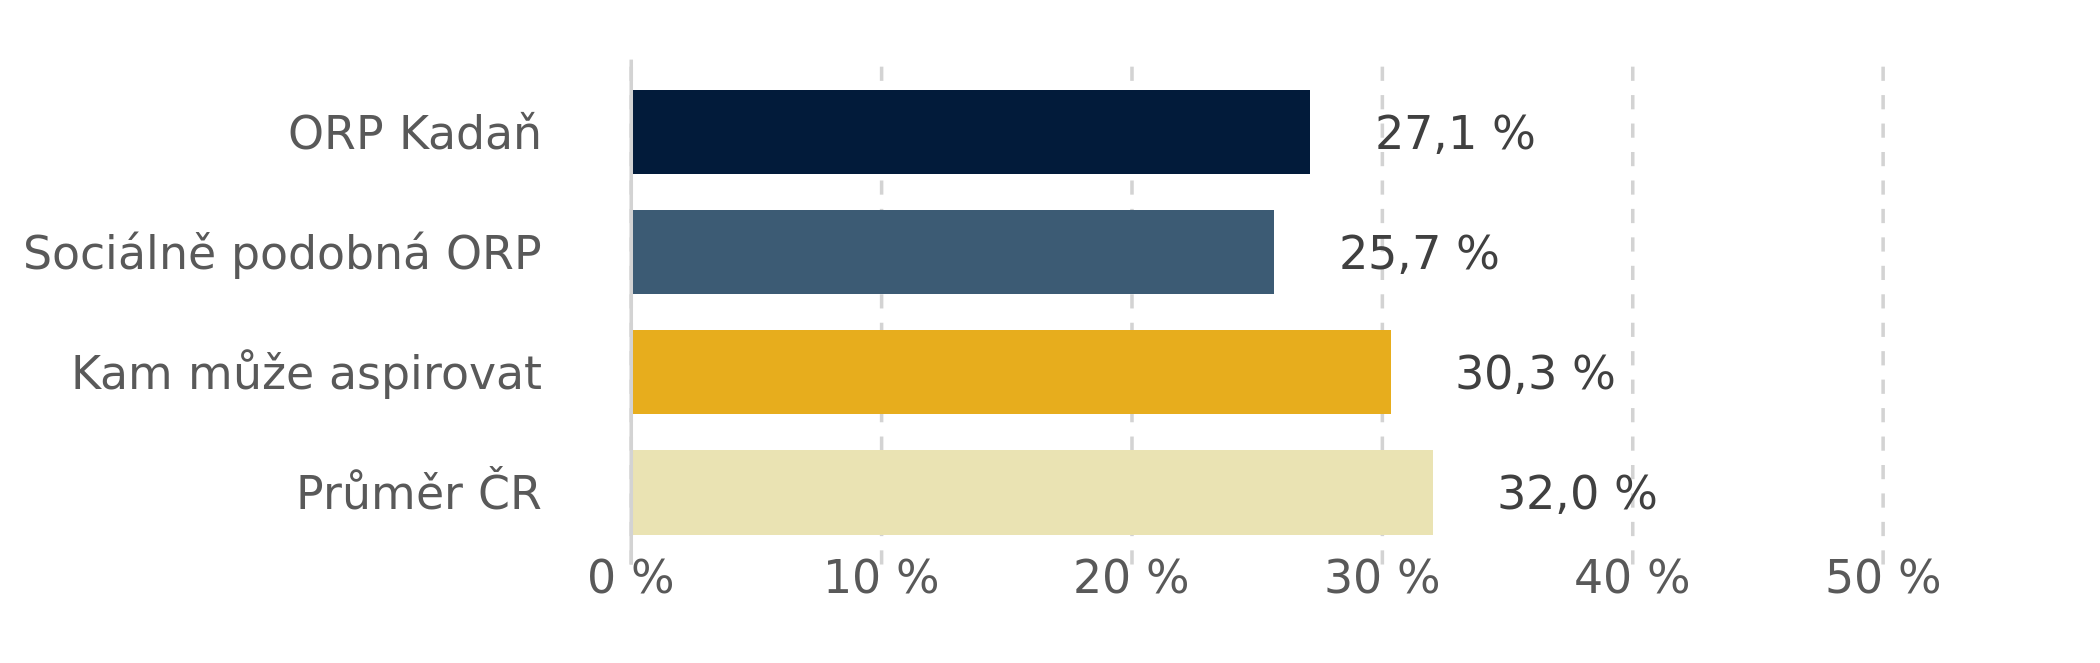 ORP Kadaň 27,1 %
Sociálně podobná ORP 25,7 %
Kam může aspirovat 30,3 %
Průměr ČR 32,0 %
0 % 10 % 20 % 30 % 40 % 50 %